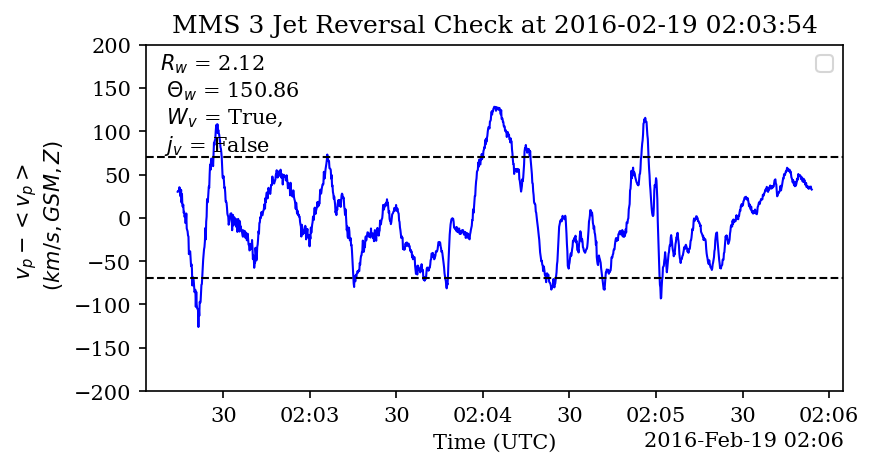 MMS 3 Jet Reversal Check at 2016-02-19 02:03:54
R_w = 2.12
Θ_w = 150.86
W_v = True,
j_v = False
v_p − < v_p >
(km/s, GSM, Z)
200
150
100
50
0
−50
−100
−150
−200
30 02:03 30 02:04 30 02:05 30 02:06
Time (UTC)
2016-Feb-19 02:06